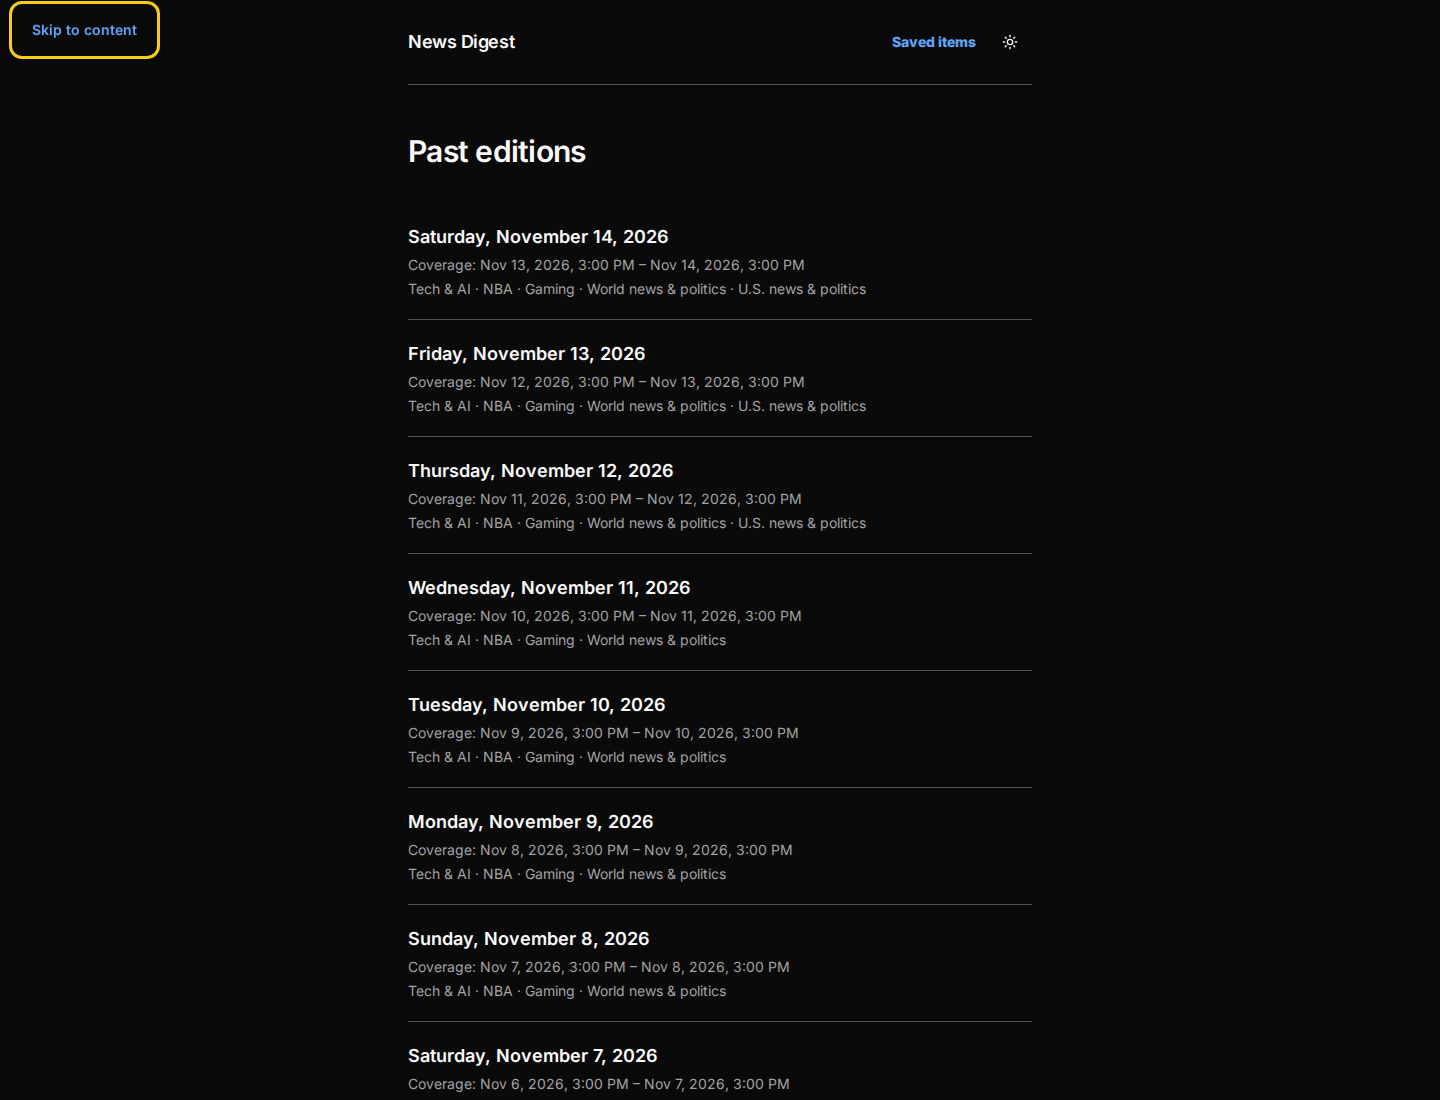 Skip to content
News Digest
Saved items
Past editions
Saturday, November 14, 2026
Coverage: Nov 13, 2026, 3:00 PM – Nov 14, 2026, 3:00 PM
Tech & AI · NBA · Gaming · World news & politics · U.S. news & politics
Friday, November 13, 2026
Coverage: Nov 12, 2026, 3:00 PM – Nov 13, 2026, 3:00 PM
Tech & AI · NBA · Gaming · World news & politics · U.S. news & politics
Thursday, November 12, 2026
Coverage: Nov 11, 2026, 3:00 PM – Nov 12, 2026, 3:00 PM
Tech & AI · NBA · Gaming · World news & politics · U.S. news & politics
Wednesday, November 11, 2026
Coverage: Nov 10, 2026, 3:00 PM – Nov 11, 2026, 3:00 PM
Tech & AI · NBA · Gaming · World news & politics
Tuesday, November 10, 2026
Coverage: Nov 9, 2026, 3:00 PM – Nov 10, 2026, 3:00 PM
Tech & AI · NBA · Gaming · World news & politics
Monday, November 9, 2026
Coverage: Nov 8, 2026, 3:00 PM – Nov 9, 2026, 3:00 PM
Tech & AI · NBA · Gaming · World news & politics
Sunday, November 8, 2026
Coverage: Nov 7, 2026, 3:00 PM – Nov 8, 2026, 3:00 PM
Tech & AI · NBA · Gaming · World news & politics
Saturday, November 7, 2026
Coverage: Nov 6, 2026, 3:00 PM – Nov 7, 2026, 3:00 PM